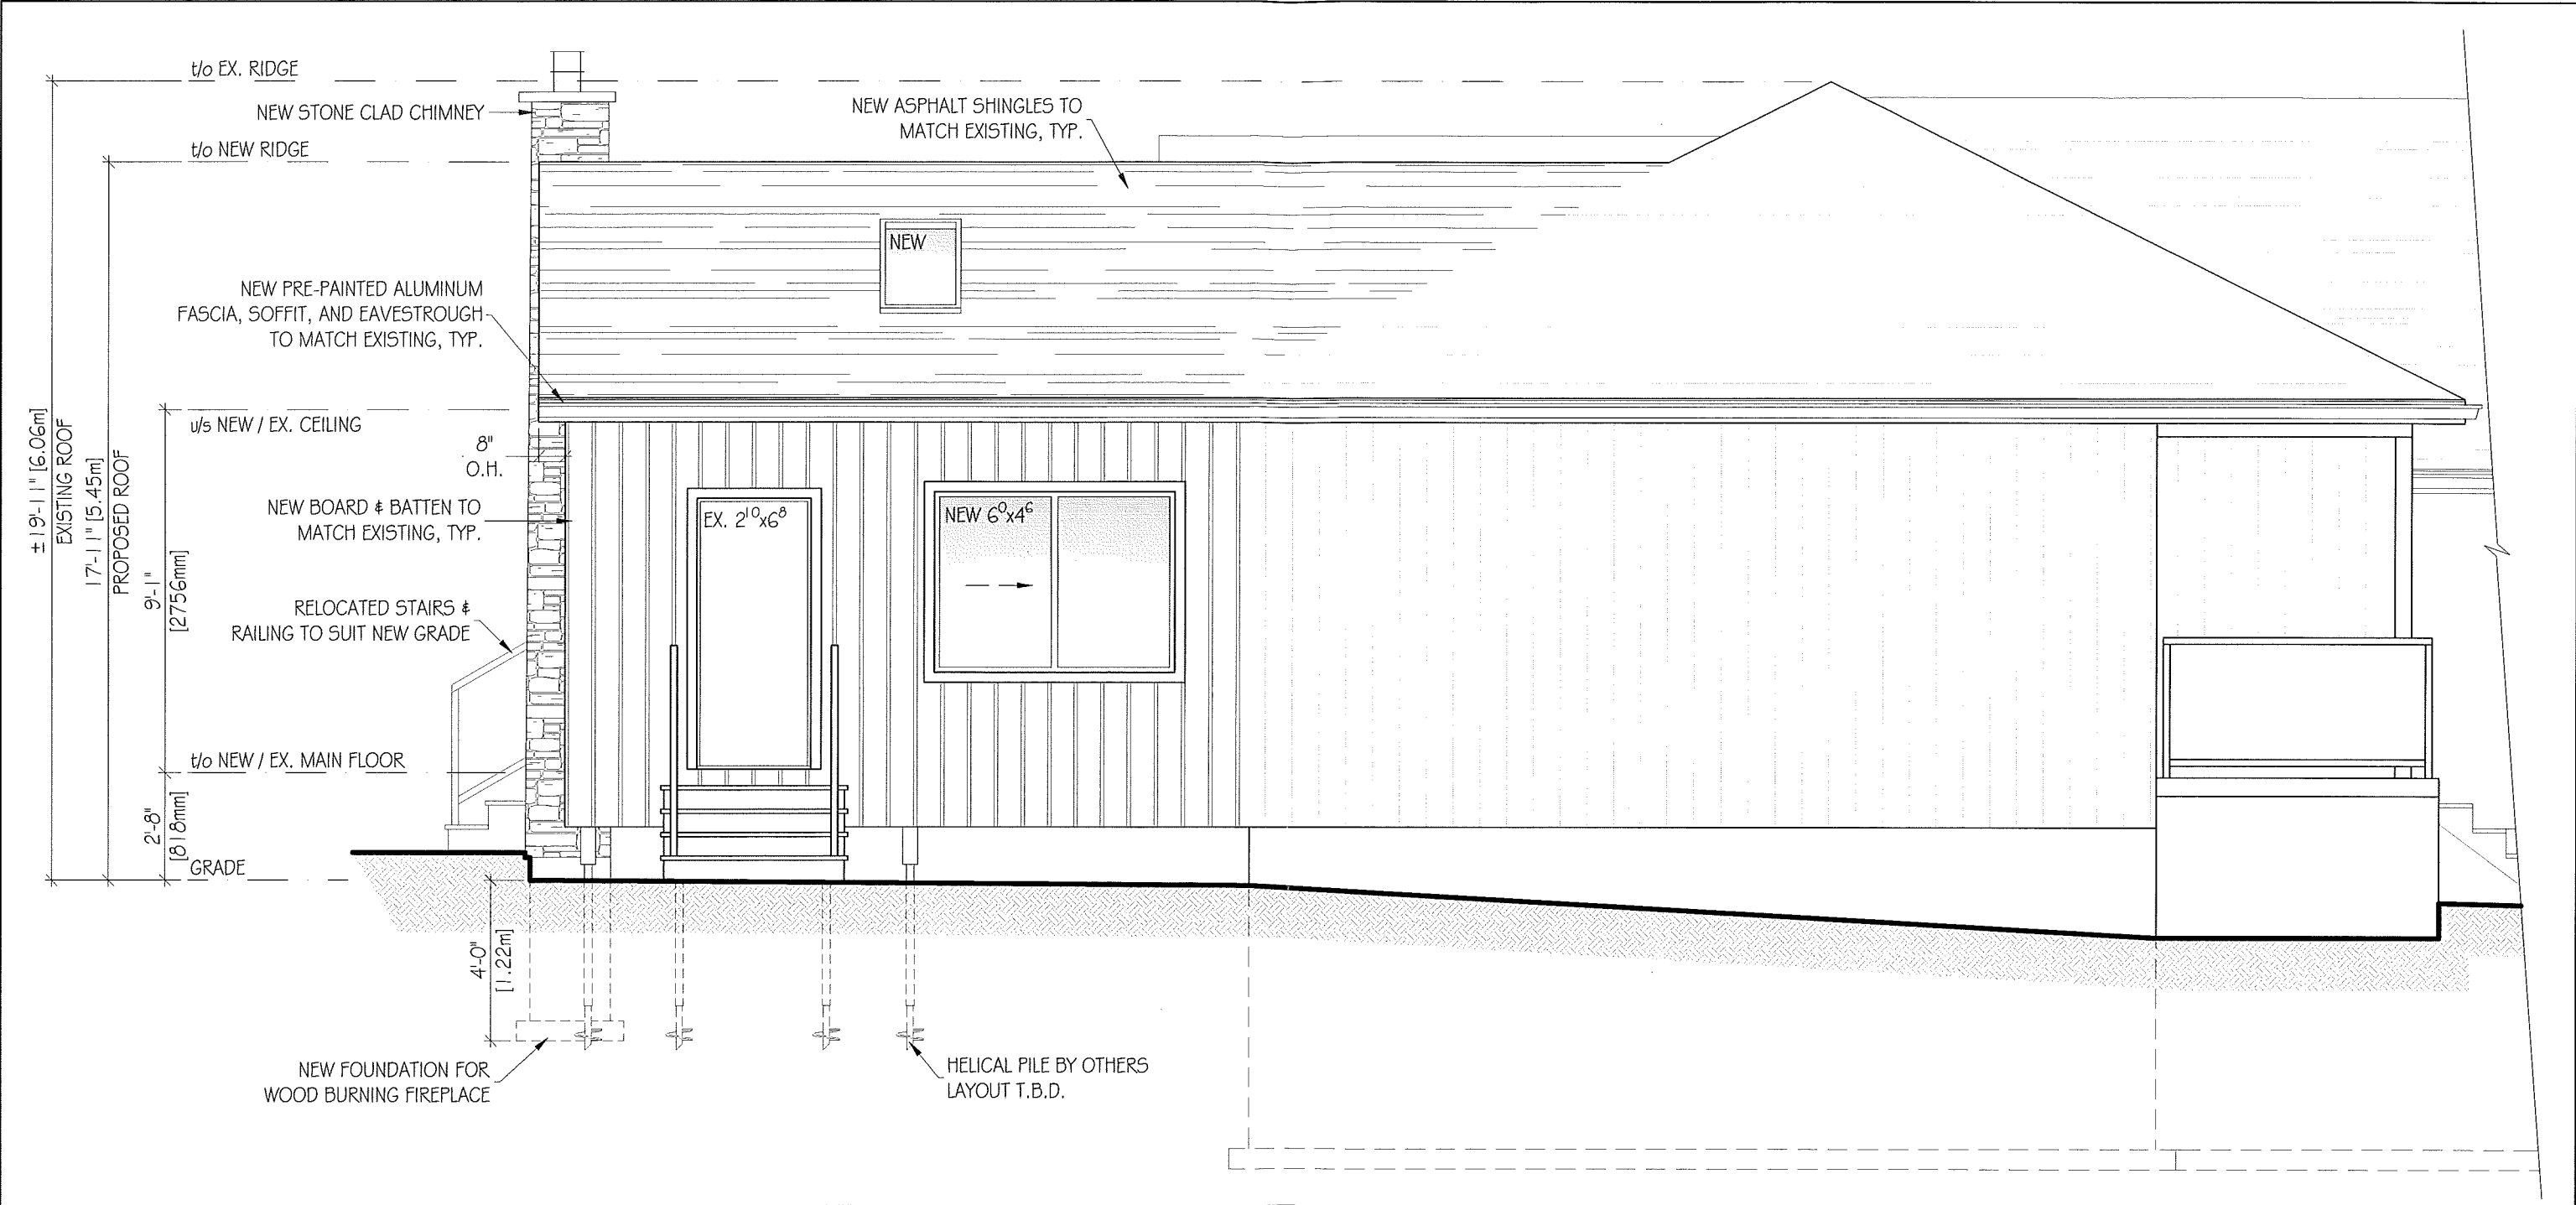 t/o EX. RIDGE
NEW STONE CLAD CHIMNEY
NEW ASPHALT SHINGLES TO
MATCH EXISTING, TYP.
t/o NEW RIDGE
NEW
NEW PRE-PAINTED ALUMINUM
FASCIA, SOFFIT, AND EAVESTROUGH
TO MATCH EXISTING, TYP.
u/s NEW / EX. CEILING
8"
O.H.
±19'-11" [6.06m]
EXISTING ROOF
17'-11" [5.45m]
PROPOSED ROOF
9'-1"
[2756mm]
NEW BOARD & BATTEN TO
MATCH EXISTING, TYP.
EX. 2¹⁰x6⁸
NEW 6⁰x4⁶
RELOCATED STAIRS &
RAILING TO SUIT NEW GRADE
t/o NEW / EX. MAIN FLOOR
2'-8"
[818mm]
GRADE
4'-0"
[1.22m]
NEW FOUNDATION FOR
WOOD BURNING FIREPLACE
HELICAL PILE BY OTHERS
LAYOUT T.B.D.